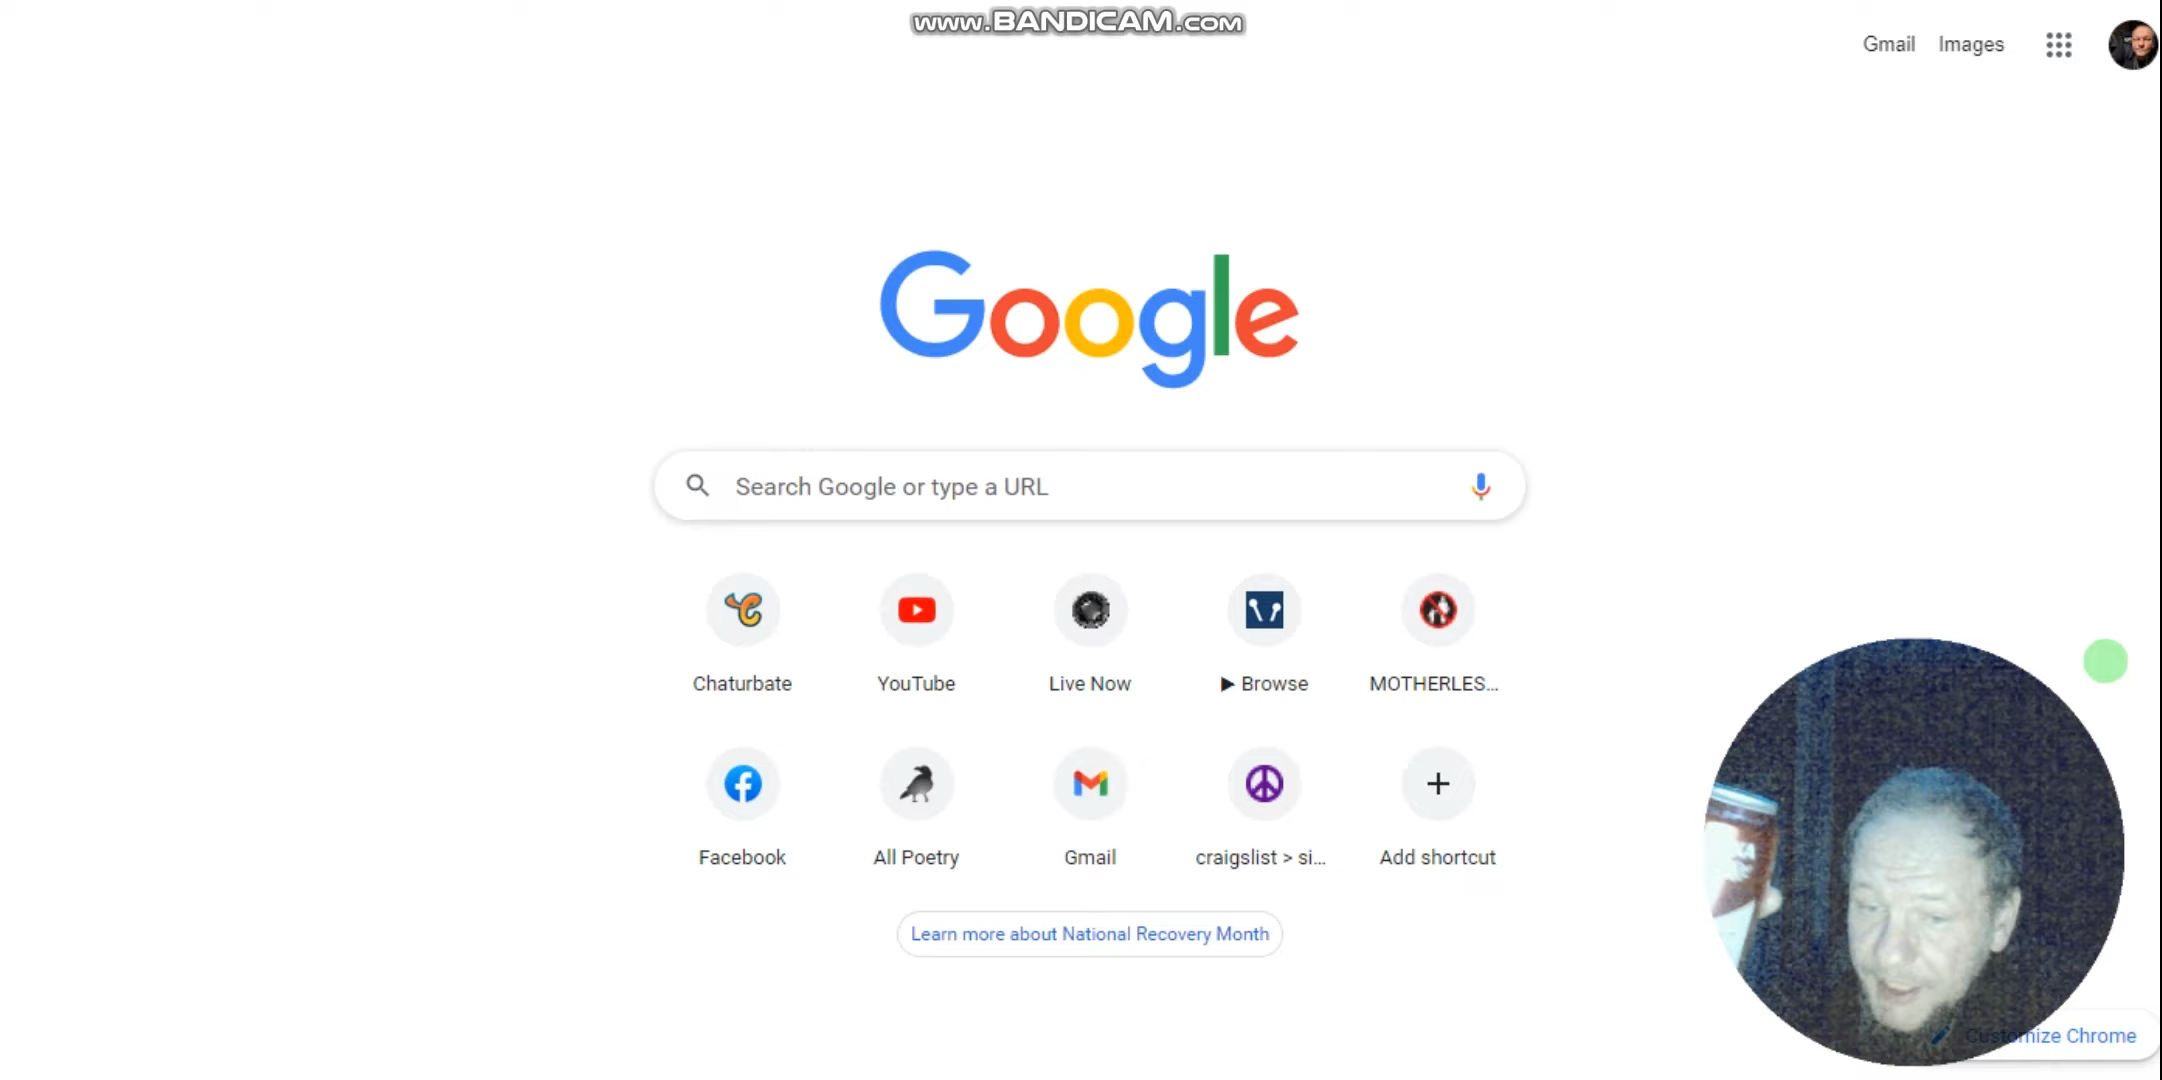 www.BANDICAM.com
Gmail Images
Google
Search Google or type a URL
Chaturbate YouTube Live Now ▶ Browse MOTHERLES...
Facebook All Poetry Gmail craigslist > si... Add shortcut
Learn more about National Recovery Month
Customize Chrome